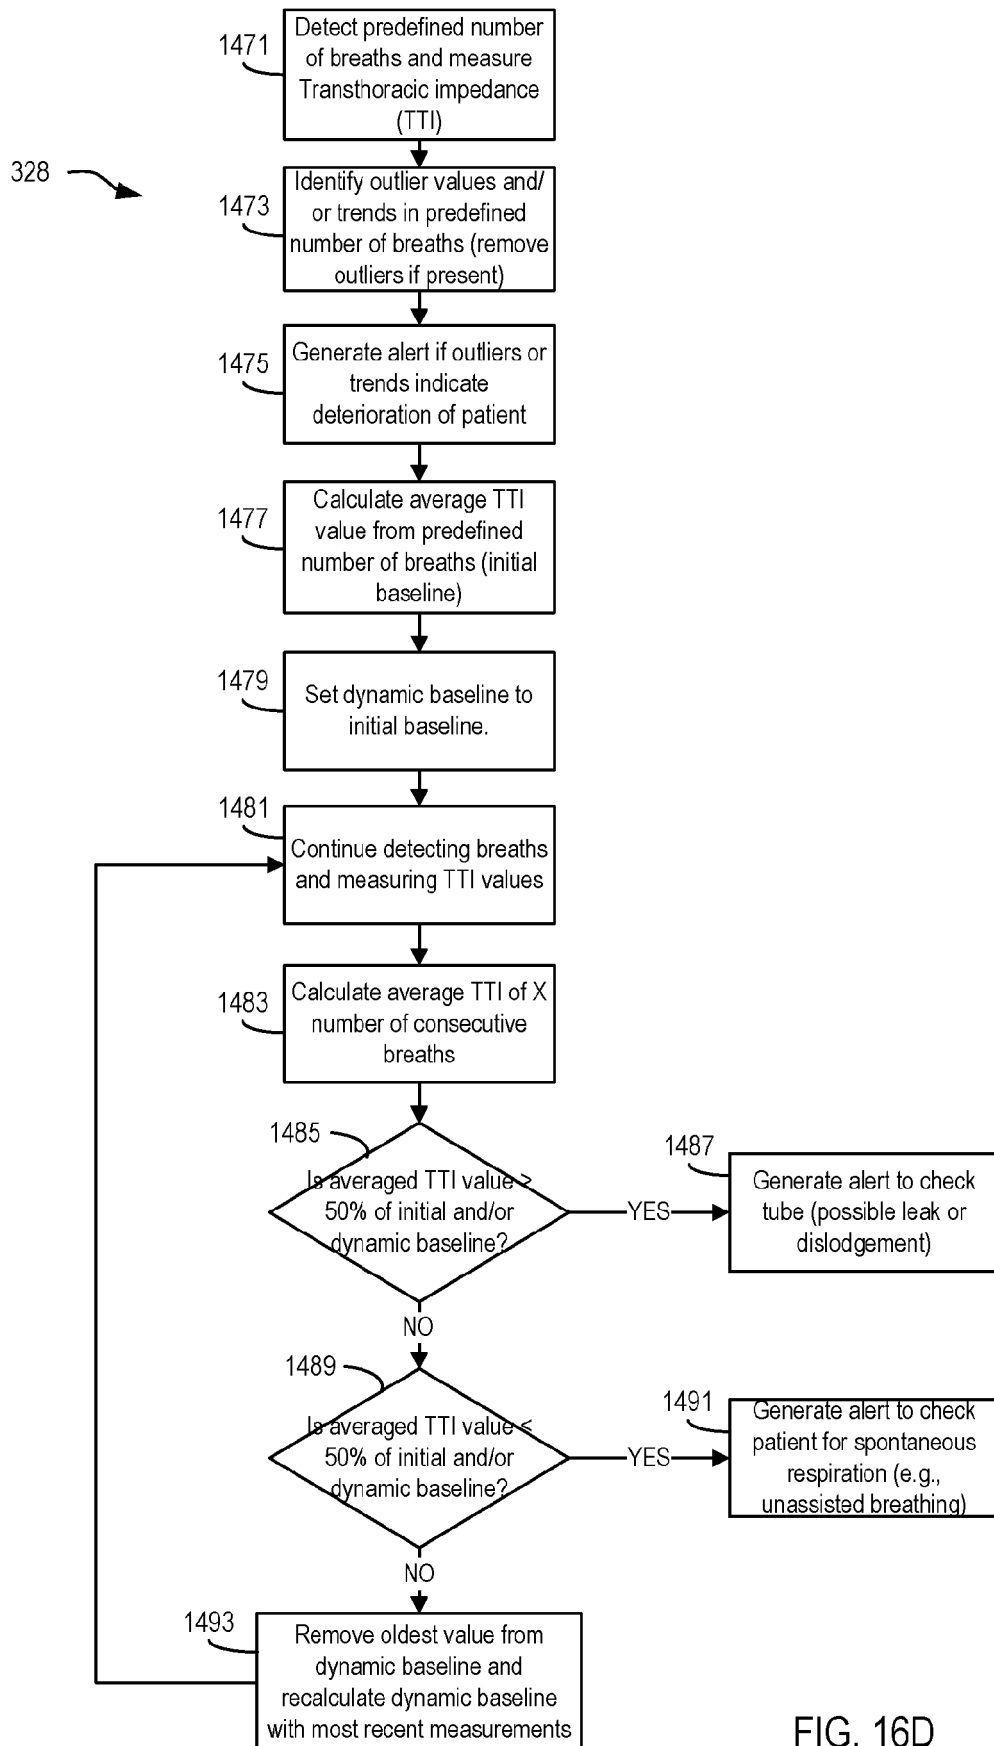 1471
Detect predefined number
of breaths and measure
Transthoracic impedance
(TTI)
328
1473
Identify outlier values and/
or trends in predefined
number of breaths (remove
outliers if present)
1475
Generate alert if outliers or
trends indicate
deterioration of patient
1477
Calculate average TTI
value from predefined
number of breaths (initial
baseline)
1479
Set dynamic baseline to
initial baseline.
1481
Continue detecting breaths
and measuring TTI values
1483
Calculate average TTI of X
number of consecutive
breaths
1485
Is averaged TTI value >
50% of initial and/or
dynamic baseline?
YES
1487
Generate alert to check
tube (possible leak or
dislodgement)
NO
1489
Is averaged TTI value <
50% of initial and/or
dynamic baseline?
YES
1491
Generate alert to check
patient for spontaneous
respiration (e.g.,
unassisted breathing)
NO
1493
Remove oldest value from
dynamic baseline and
recalculate dynamic baseline
with most recent measurements
FIG. 16D